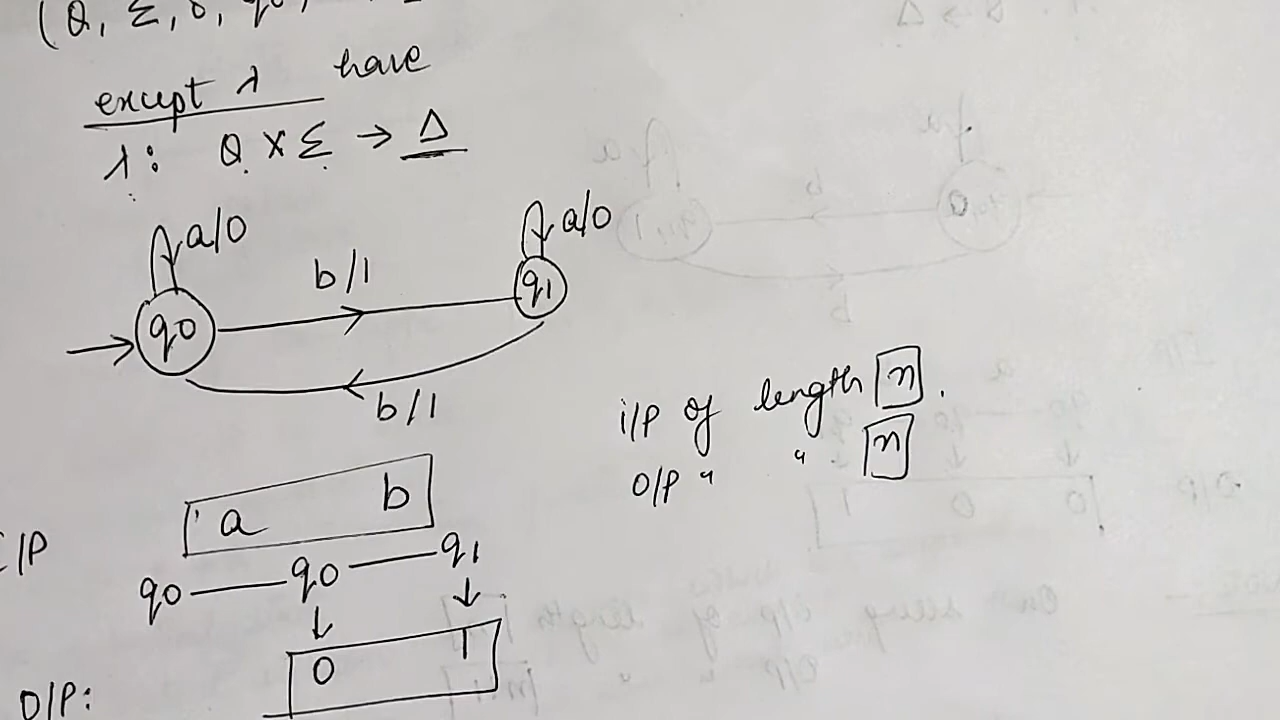 (Q, Σ, δ, q0,
except λ have
λ: Q × Σ → Δ
a/0
a/0
b/1
q0
q1
b/1
i/P of length n.
O/P " " n
a b
I/P
q0 — q0 — q1
↓ ↓
0 1
O/P: